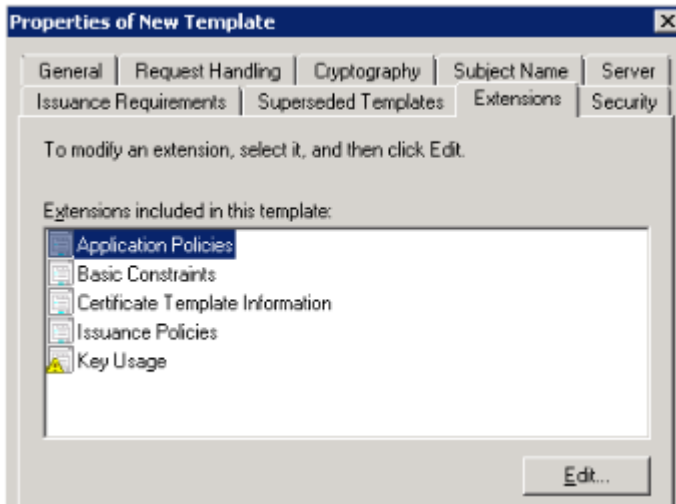 Properties of New Template
General Request Handling Cryptography Subject Name Server
Issuance Requirements Superseded Templates Extensions Security
To modify an extension, select it, and then click Edit.
Extensions included in this template:
Application Policies
Basic Constraints
Certificate Template Information
Issuance Policies
Key Usage
Edit...